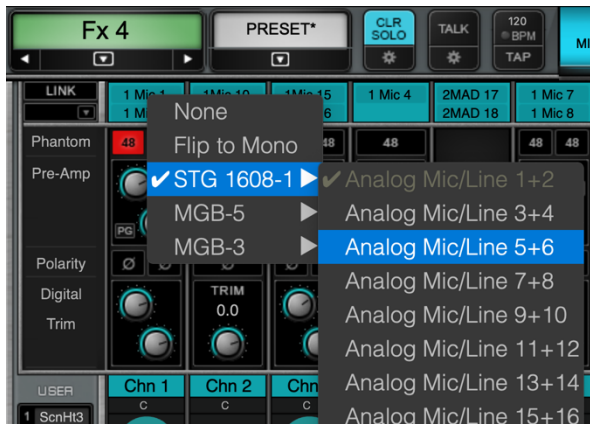 Fx 4
PRESET*
CLR
SOLO
TALK
120
BPM
TAP
MI
LINK
1 Mic 1
1 Mic 4
2MAD 17
2MAD 18
1 Mic 7
1 Mic 8
Phantom
48
48
48
48
48
Pre-Amp
PG
None
Flip to Mono
✔ STG 1608-1 ▶
MGB-5 ▶
MGB-3 ▶
✔ Analog Mic/Line 1+2
Analog Mic/Line 3+4
Analog Mic/Line 5+6
Analog Mic/Line 7+8
Analog Mic/Line 9+10
Analog Mic/Line 11+12
Analog Mic/Line 13+14
Analog Mic/Line 15+16
Polarity
Ø
Ø
Ø
Ø
Digital
Trim
TRIM
0.0
USER
Chn 1
Chn 2
Chn
C
C
1 ScnHt3